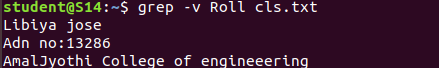 student@S14:~$ grep -v Roll cls.txt
Libiya jose
Adn no:13286
AmalJyothi College of engineeering